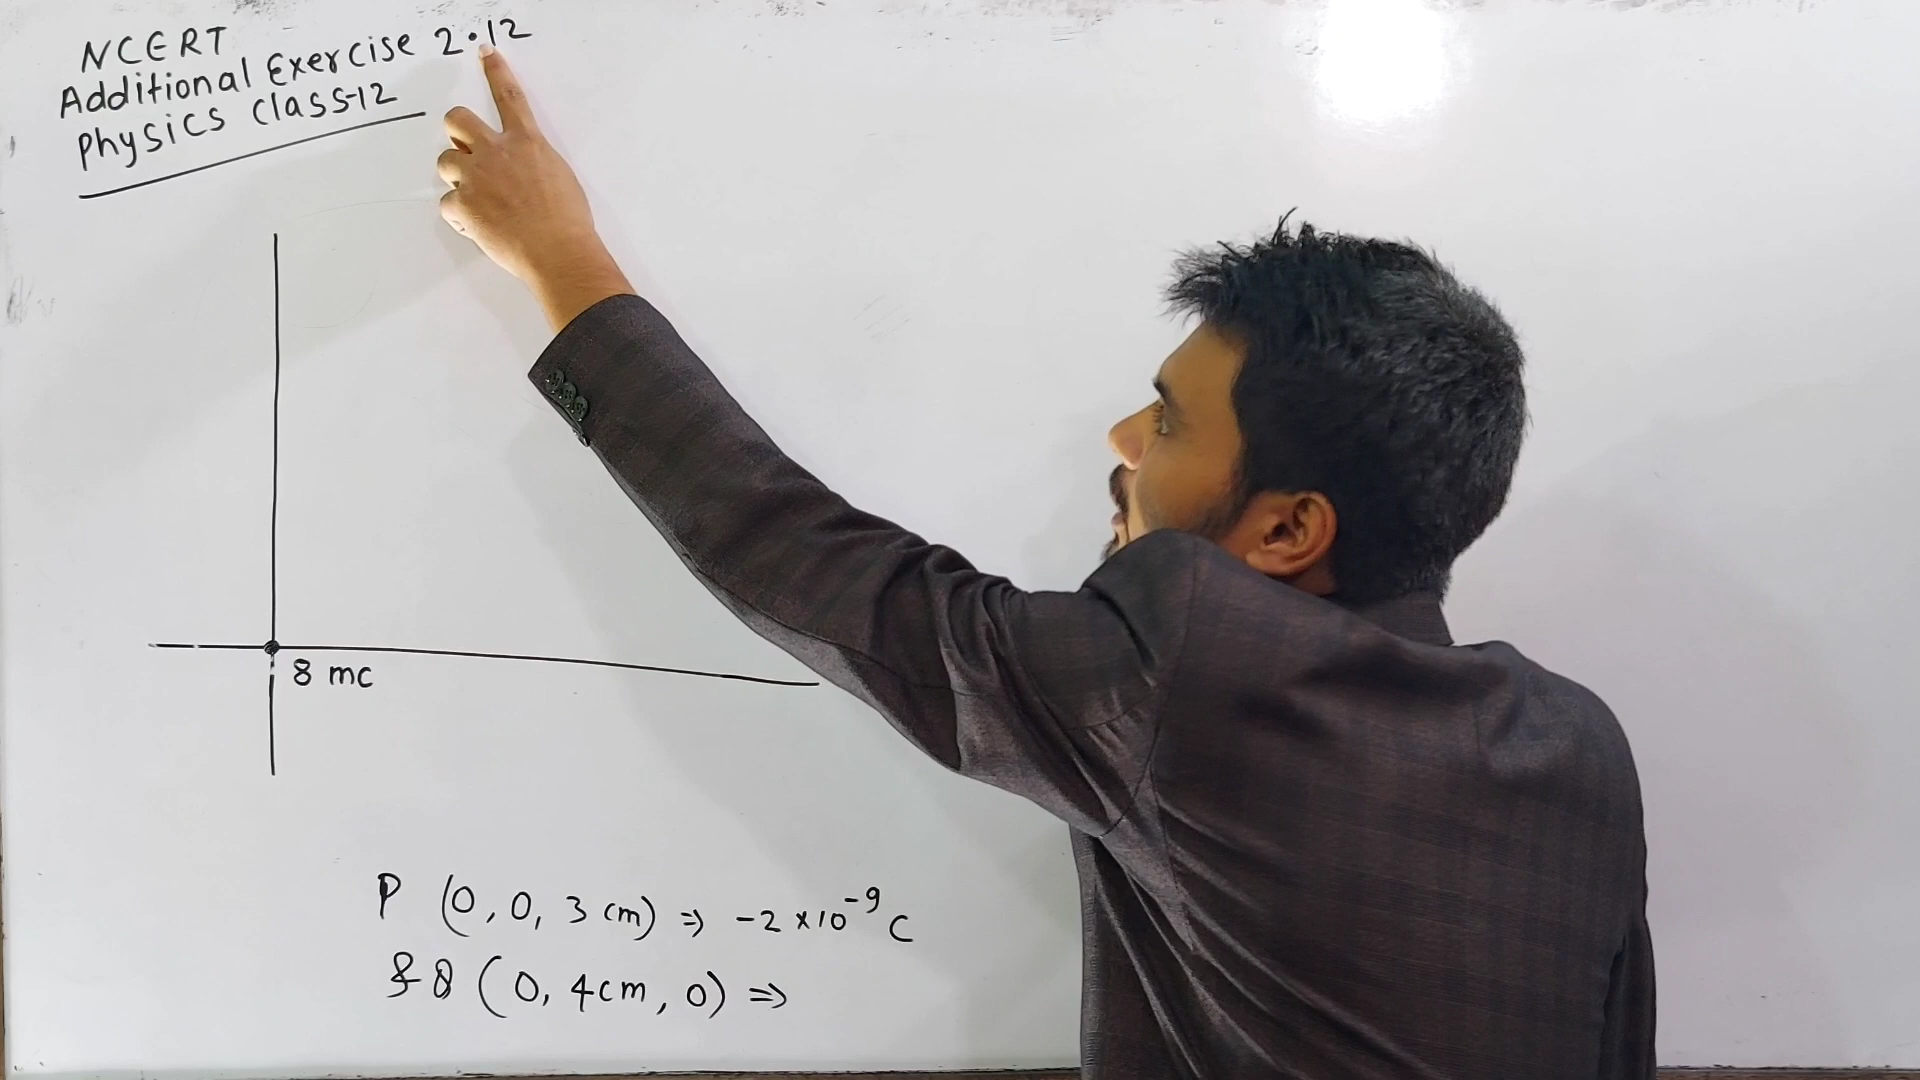 NCERT
Additional Exercise 2.12
Physics Class-12
8 mc
P (0, 0, 3 cm) ⇒ -2 × 10⁻⁹ C
& Q (0, 4cm, 0) ⇒